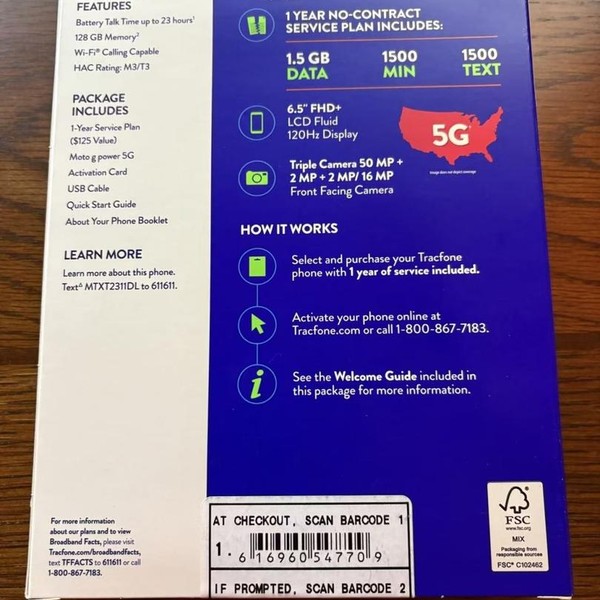 FEATURES
Battery Talk Time up to 23 hours¹
128 GB Memory²
Wi-Fi® Calling Capable
HAC Rating: M3/T3
PACKAGE
INCLUDES
1-Year Service Plan
($125 Value)
Moto g power 5G
Activation Card
USB Cable
Quick Start Guide
About Your Phone Booklet
LEARN MORE
Learn more about this phone.
Text⁶ MTXT2311DL to 611611.
For more information
about our plans and to view
Broadband Facts, please visit
Tracfone.com/broadbandfacts,
text TFFACTS to 611611 or call
1-800-867-7183.
1 YEAR NO-CONTRACT
SERVICE PLAN INCLUDES:
1.5 GB 1500 1500
DATA MIN TEXT
6.5" FHD+
LCD Fluid
120Hz Display
5G
Image does not depict coverage
Triple Camera 50 MP +
2 MP + 2 MP/ 16 MP
Front Facing Camera
HOW IT WORKS
Select and purchase your Tracfone
phone with 1 year of service included.
Activate your phone online at
Tracfone.com or call 1-800-867-7183.
See the Welcome Guide included in
this package for more information.
AT CHECKOUT, SCAN BARCODE 1
1. 6 16960 54770 9
IF PROMPTED, SCAN BARCODE 2
FSC
www.fsc.org
MIX
Packaging from
responsible sources
FSC® C102462